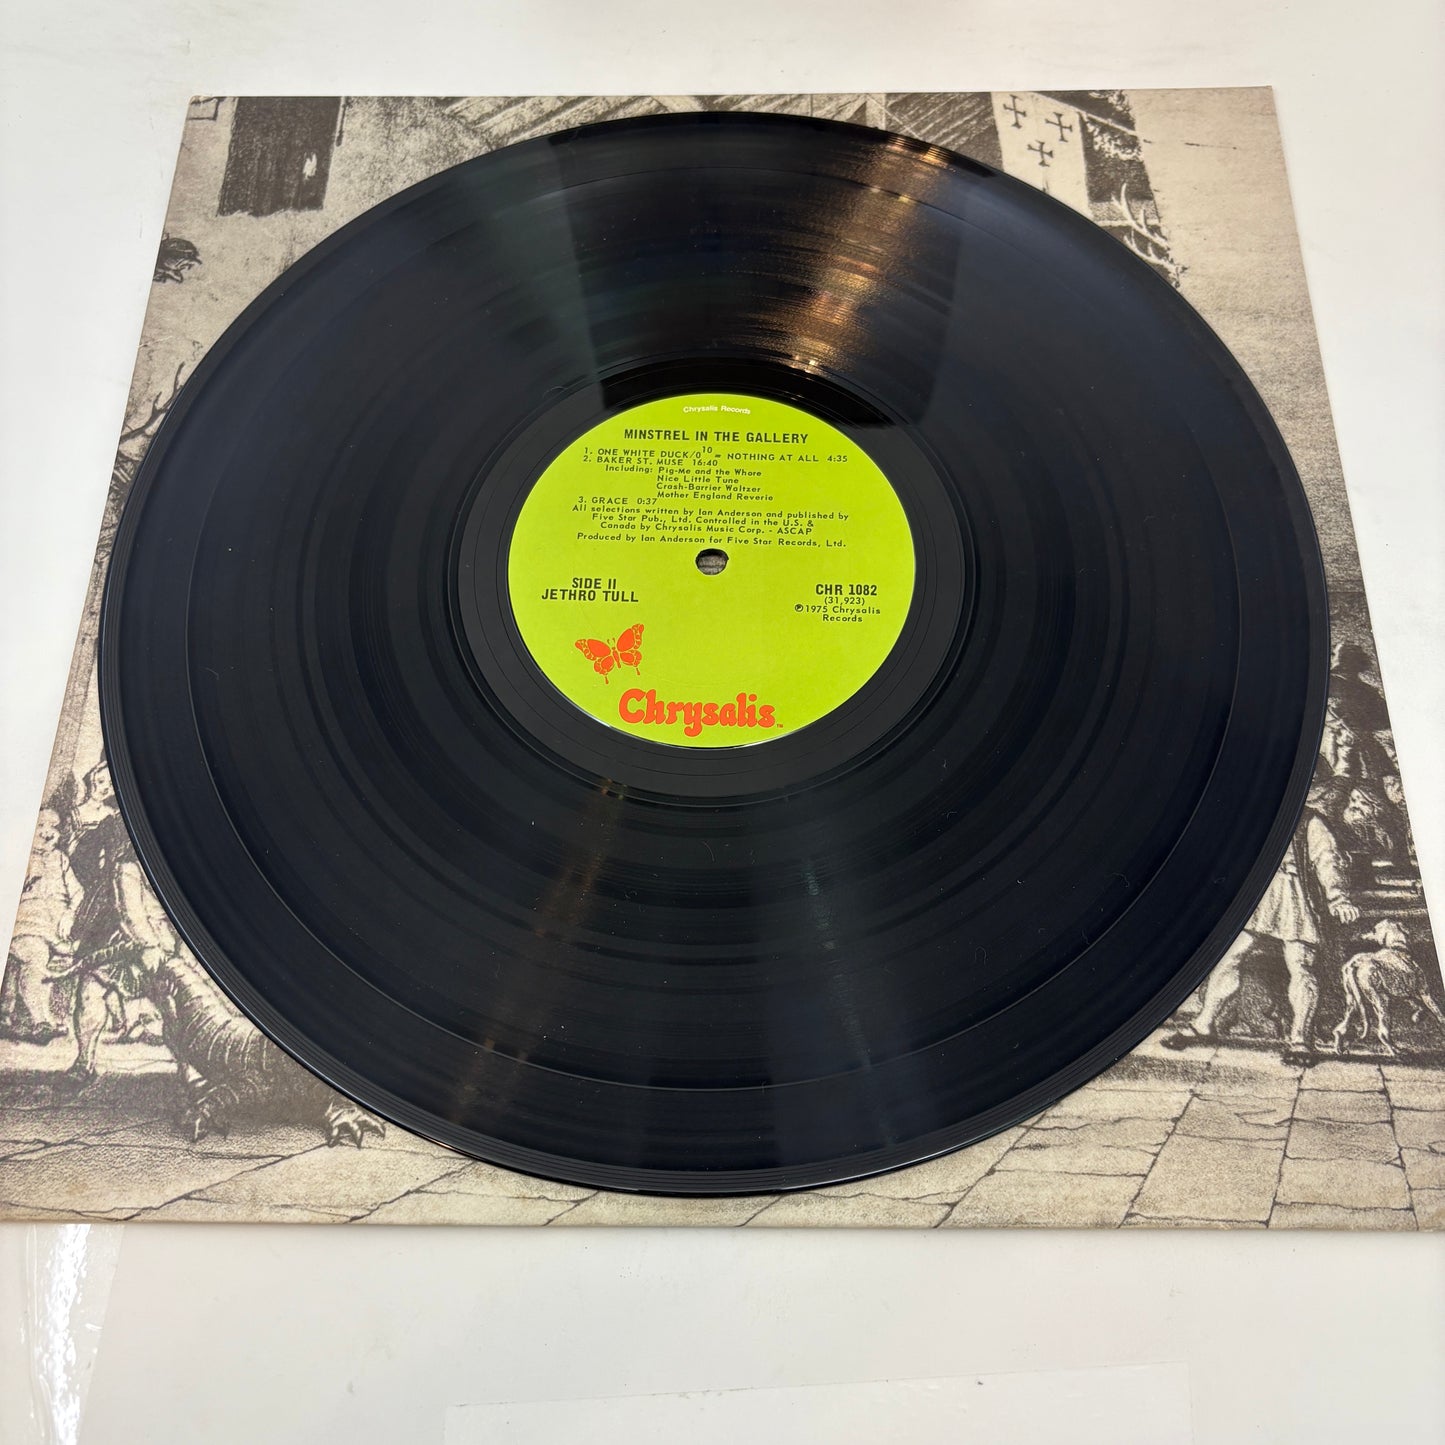 Chrysalis Records
MINSTREL IN THE GALLERY
1. ONE WHITE DUCK/0¹⁰ = NOTHING AT ALL 4:35
2. BAKER ST. MUSE 16:40
Including: Pig-Me and the Whore
Nice Little Tune
Crash-Barrier Waltzer
Mother England Reverie
3. GRACE 0:37
All selections written by Ian Anderson and published by
Five Star Pub., Ltd. Controlled in the U.S. &
Canada by Chrysalis Music Corp. - ASCAP
Produced by Ian Anderson for Five Star Records, Ltd.
SIDE II
JETHRO TULL
CHR 1082
(31,923)
℗1975 Chrysalis
Records
Chrysalis™